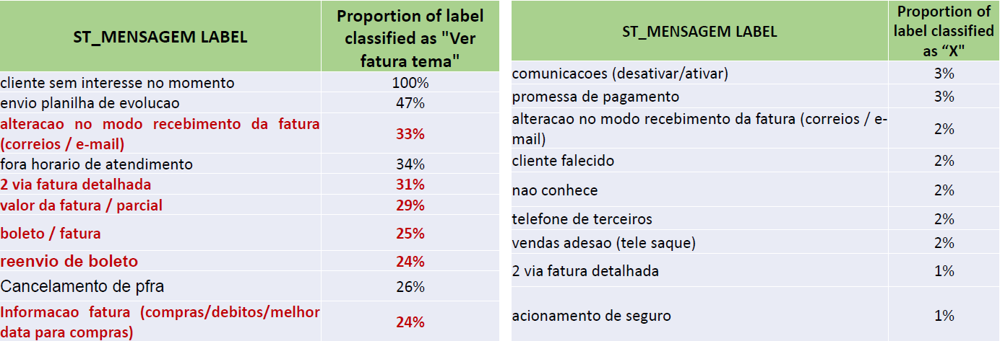 ST_MENSAGEM LABEL
Proportion of label
classified as "Ver
fatura tema"
cliente sem interesse no momento
100%
envio planilha de evolucao
47%
alteracao no modo recebimento da fatura
(correios / e-mail)
33%
fora horario de atendimento
34%
2 via fatura detalhada
31%
valor da fatura / parcial
29%
boleto / fatura
25%
reenvio de boleto
24%
Cancelamento de pfra
26%
Informacao fatura (compras/debitos/melhor
data para compras)
24%
ST_MENSAGEM LABEL
Proportion of
label classified
as “X"
comunicacoes (desativar/ativar)
3%
promessa de pagamento
3%
alteracao no modo recebimento da fatura (correios / e-
mail)
2%
cliente falecido
2%
nao conhece
2%
telefone de terceiros
2%
vendas adesao (tele saque)
2%
2 via fatura detalhada
1%
acionamento de seguro
1%